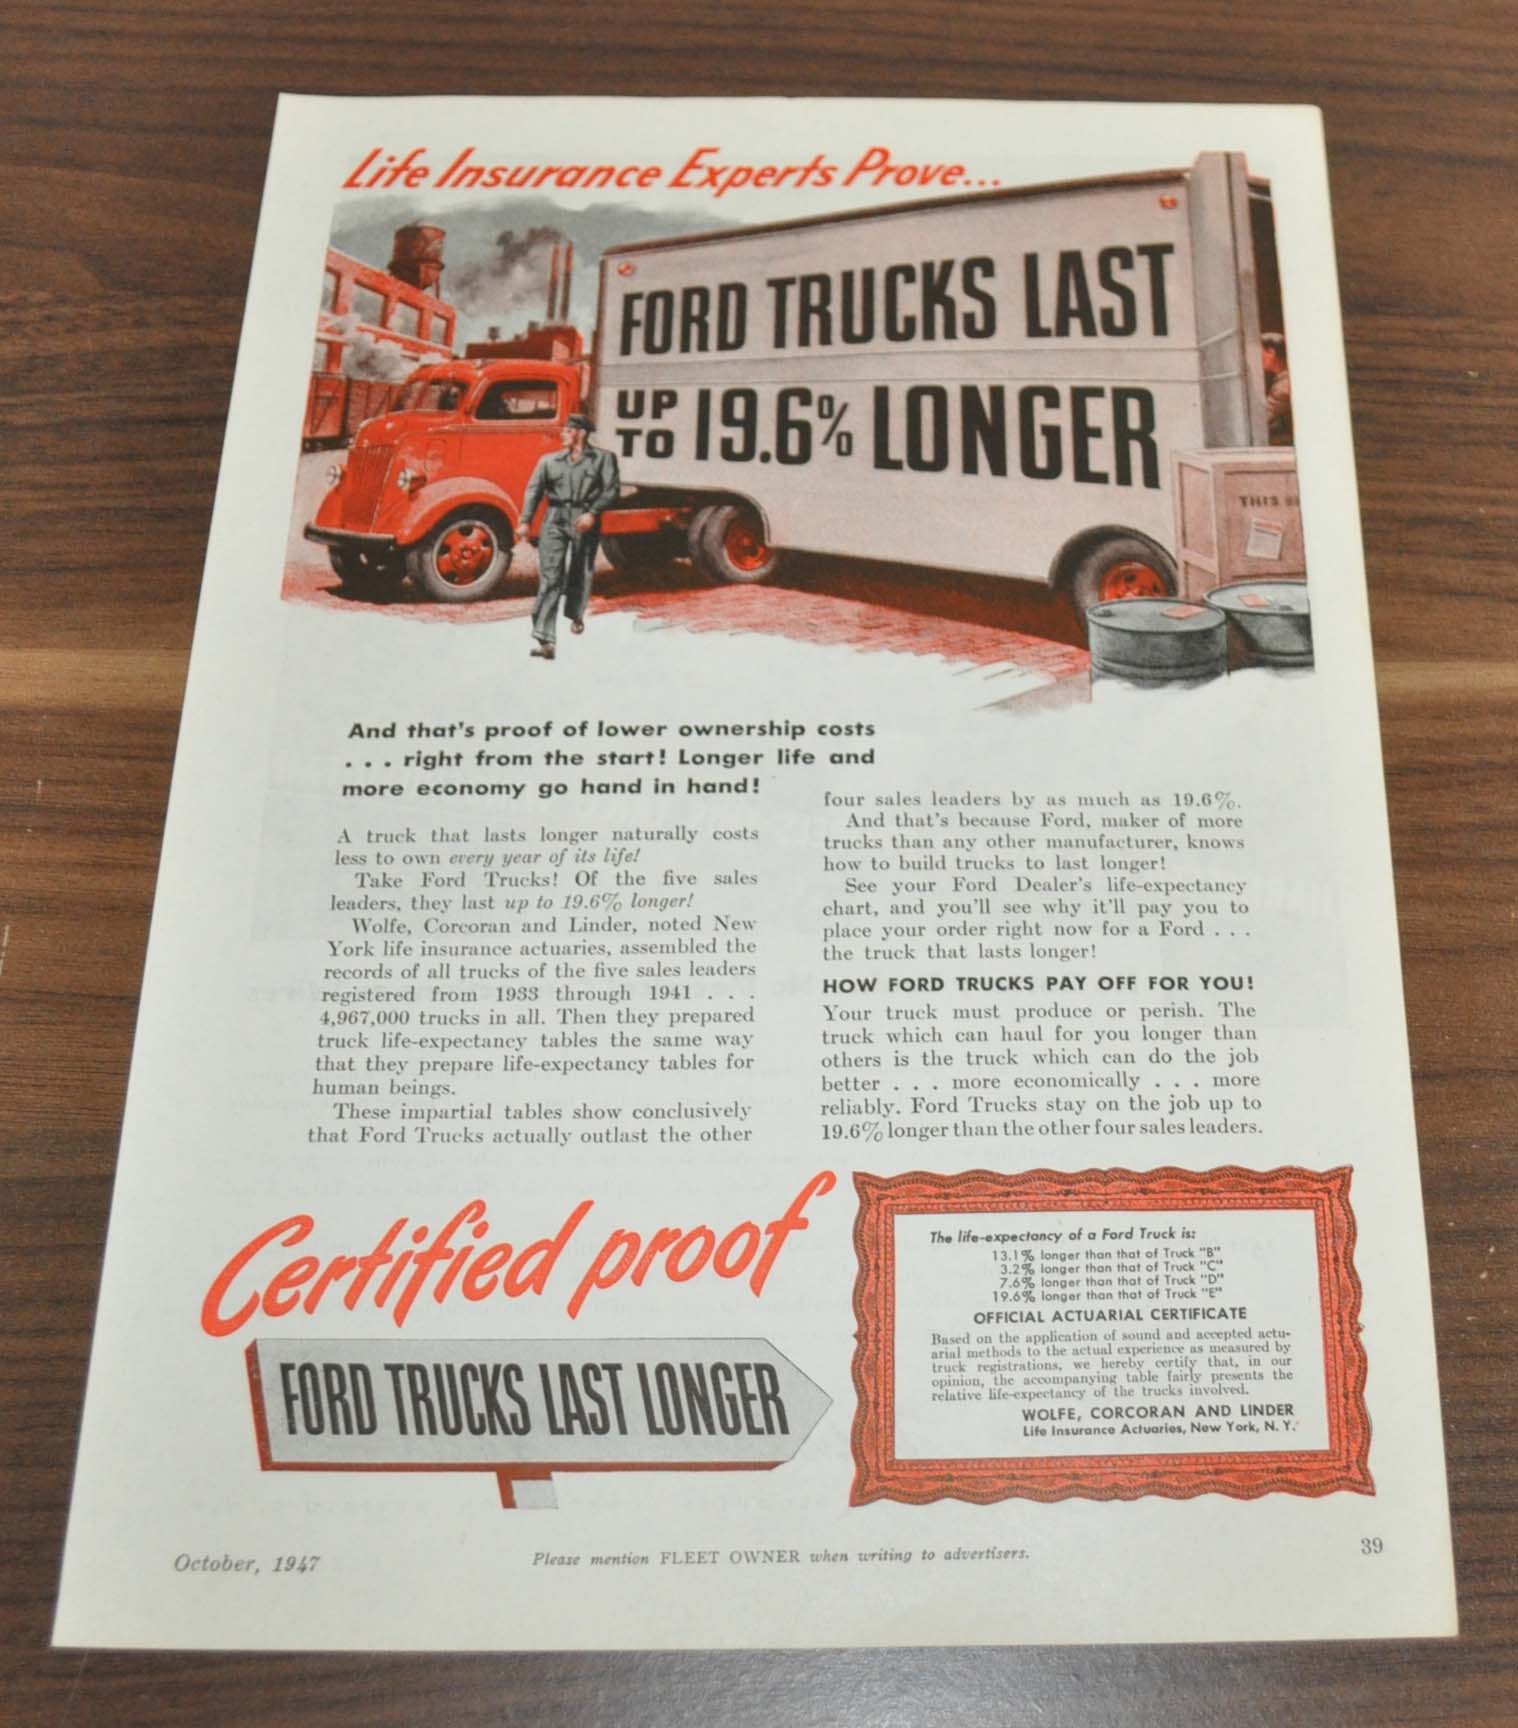 Life Insurance Experts Prove...
FORD TRUCKS LAST
UP TO 19.6% LONGER
THIS
And that's proof of lower ownership costs
. . . right from the start! Longer life and
more economy go hand in hand!
A truck that lasts longer naturally costs
less to own every year of its life!
Take Ford Trucks! Of the five sales
leaders, they last up to 19.6% longer!
Wolfe, Corcoran and Linder, noted New
York life insurance actuaries, assembled the
records of all trucks of the five sales leaders
registered from 1933 through 1941 . . .
4,967,000 trucks in all. Then they prepared
truck life-expectancy tables the same way
that they prepare life-expectancy tables for
human beings.
These impartial tables show conclusively
that Ford Trucks actually outlast the other
four sales leaders by as much as 19.6%.
And that's because Ford, maker of more
trucks than any other manufacturer, knows
how to build trucks to last longer!
See your Ford Dealer's life-expectancy
chart, and you'll see why it'll pay you to
place your order right now for a Ford . . .
the truck that lasts longer!
HOW FORD TRUCKS PAY OFF FOR YOU!
Your truck must produce or perish. The
truck which can haul for you longer than
others is the truck which can do the job
better . . . more economically . . . more
reliably. Ford Trucks stay on the job up to
19.6% longer than the other four sales leaders.
Certified proof
FORD TRUCKS LAST LONGER
The life-expectancy of a Ford Truck is:
13.1% longer than that of Truck "B"
3.2% longer than that of Truck "C"
7.6% longer than that of Truck "D"
19.6% longer than that of Truck "E"
OFFICIAL ACTUARIAL CERTIFICATE
Based on the application of sound and accepted actu-
arial methods to the actual experience as measured by
truck registrations, we hereby certify that, in our
opinion, the accompanying table fairly presents the
relative life-expectancy of the trucks involved.
WOLFE, CORCORAN AND LINDER
Life Insurance Actuaries, New York, N. Y.
October, 1947
Please mention FLEET OWNER when writing to advertisers.
39